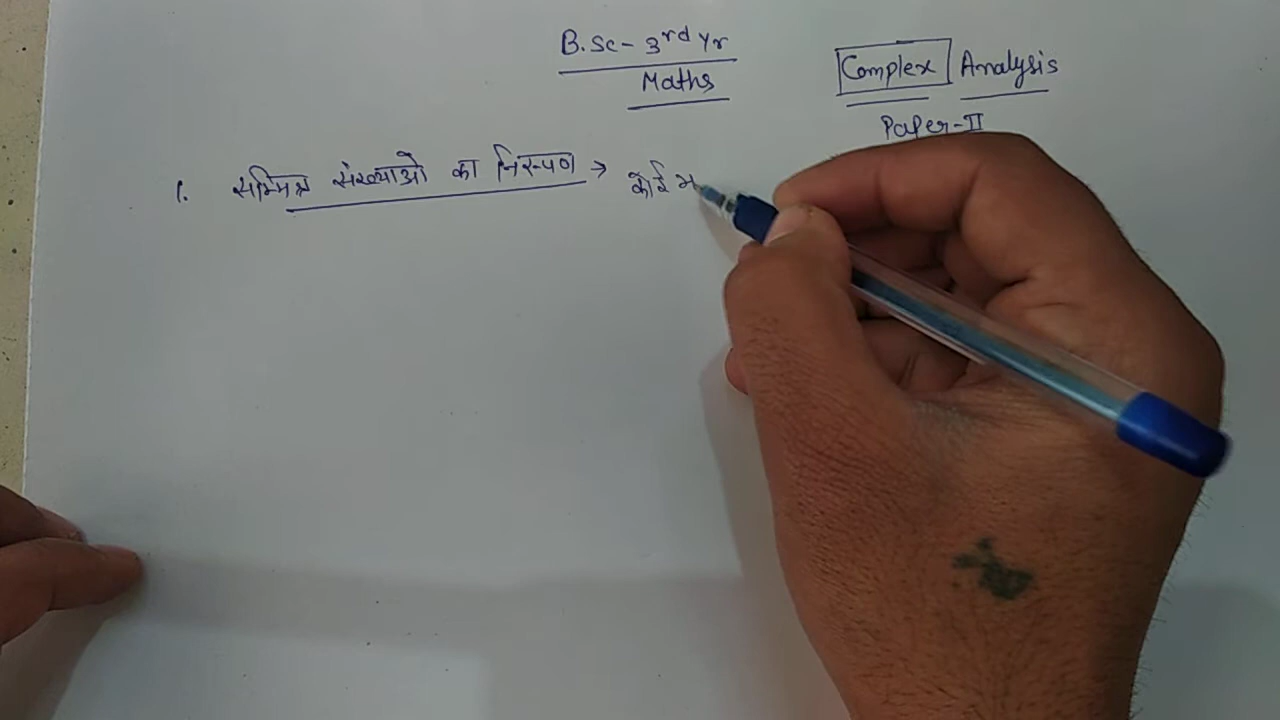 B.Sc - 3rd Yr
Maths
Complex Analysis
Paper-II
1. सम्मिश्र संख्याओ का निरूपण → कोई